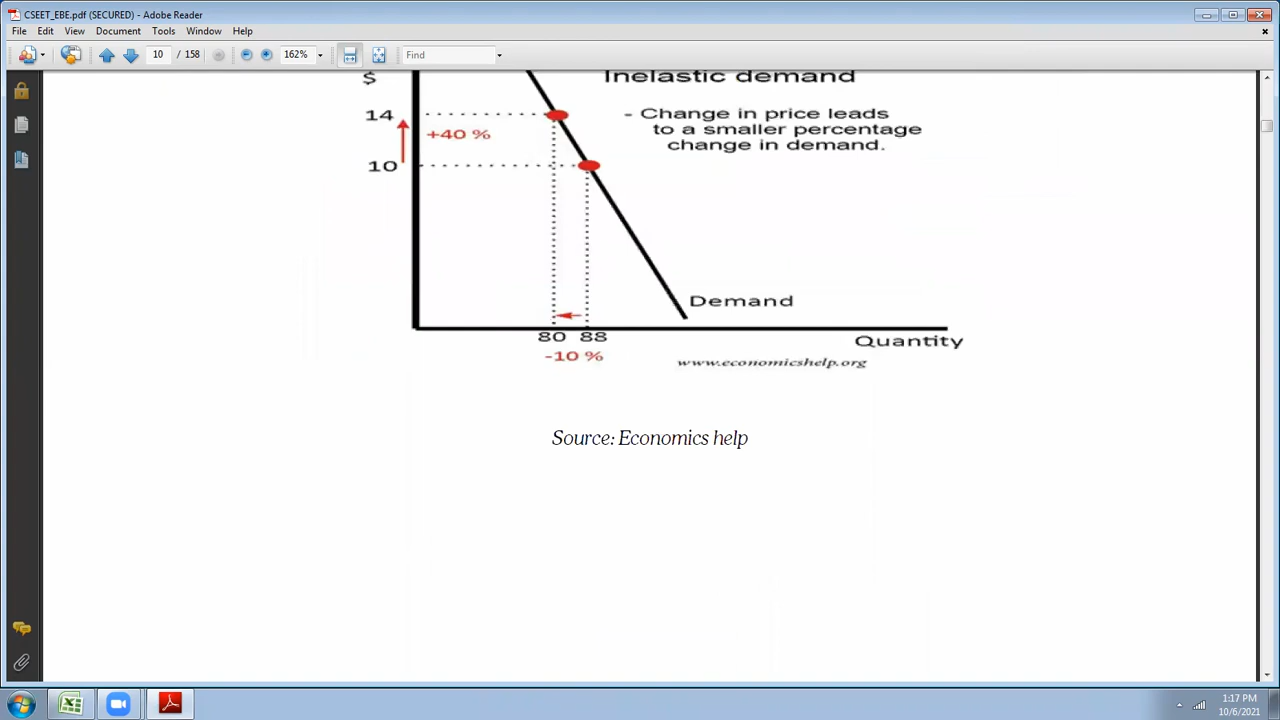 CSEET_EBE.pdf (SECURED) - Adobe Reader
File Edit View Document Tools Window Help
10 / 158 162% Find
$
Inelastic demand
14
- Change in price leads
to a smaller percentage
change in demand.
+40 %
10
Demand
80 88
Quantity
-10 %
www.economicshelp.org
Source: Economics help
1:17 PM
10/6/2021